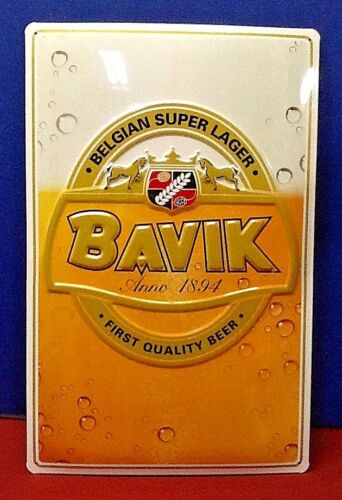 • BELGIAN SUPER LAGER •
BAVIK
Anno 1894
• FIRST QUALITY BEER •